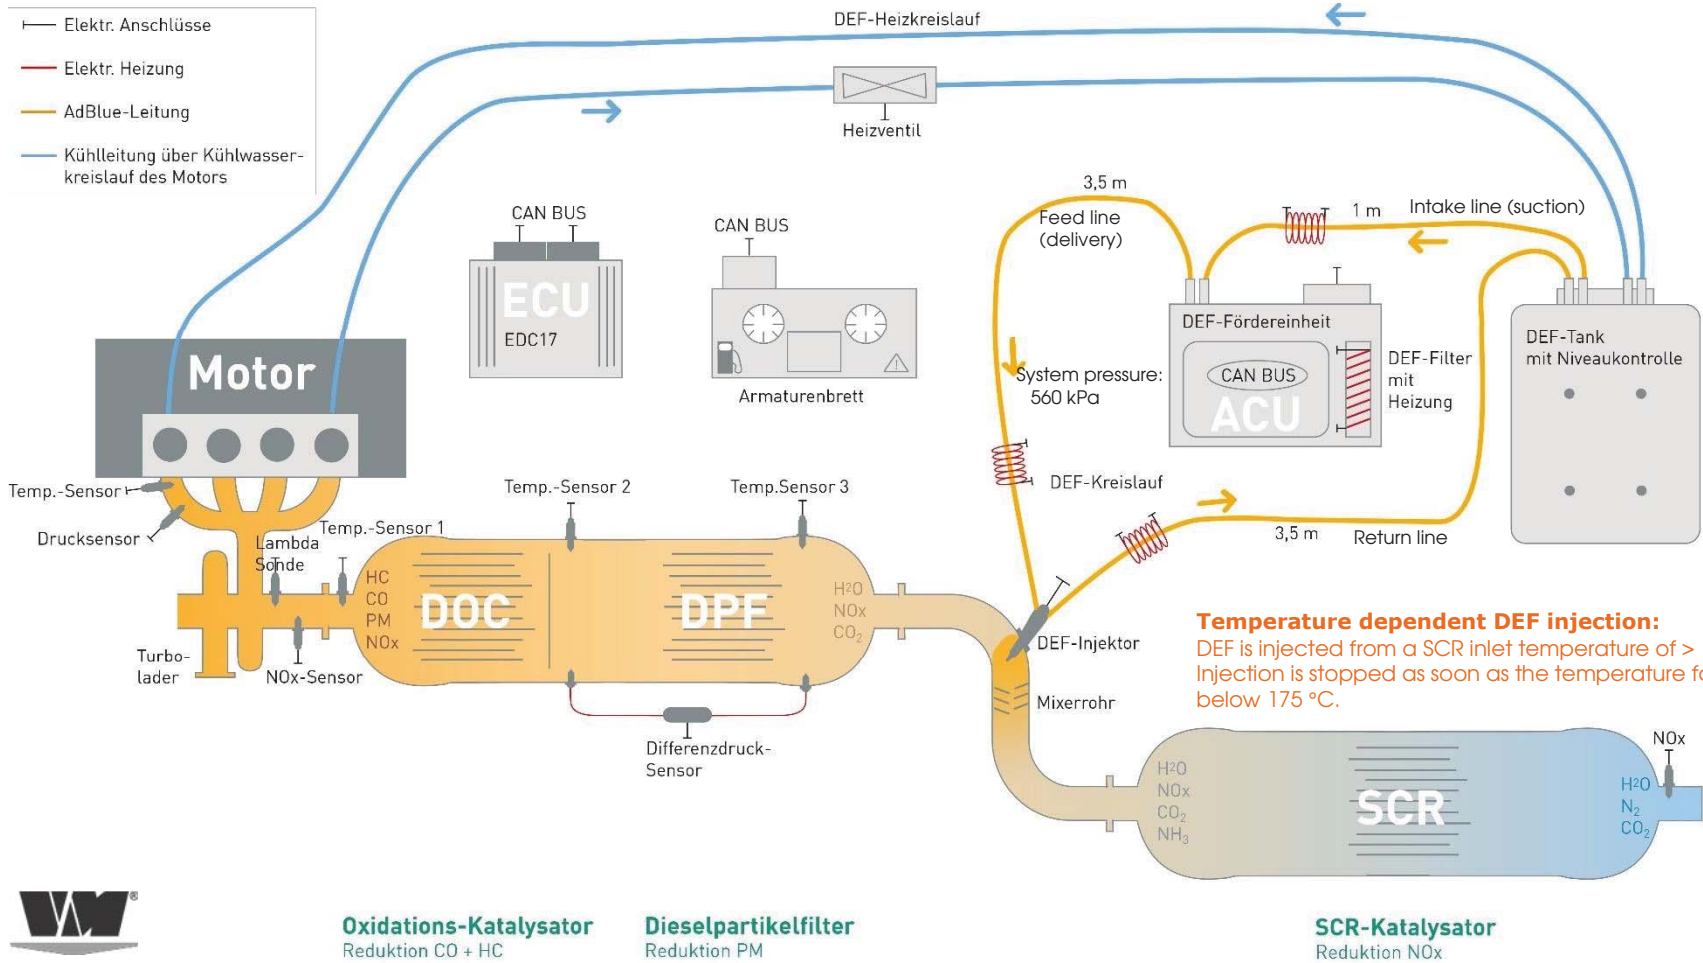 Elektr. Anschlüsse
Elektr. Heizung
AdBlue-Leitung
Kühlleitung über Kühlwasser-
kreislauf des Motors
DEF-Heizkreislauf
Heizventil
CAN BUS
ECU
EDC17
CAN BUS
Armaturenbrett
3,5 m
Feed line
(delivery)
1 m
Intake line (suction)
System pressure:
560 kPa
DEF-Fördereinheit
CAN BUS
ACU
DEF-Filter
mit
Heizung
DEF-Tank
mit Niveaukontrolle
Motor
Temp.-Sensor
Drucksensor
Temp.-Sensor 1
Lambda
Sonde
Temp.-Sensor 2
Temp.Sensor 3
DEF-Kreislauf
3,5 m
Return line
HC
CO
PM
NOx
DOC
DPF
H2O
NOx
CO2
Turbo-
lader
NOx-Sensor
Differenzdruck-
Sensor
DEF-Injektor
Mixerrohr
Temperature dependent DEF injection:
DEF is injected from a SCR inlet temperature of >
Injection is stopped as soon as the temperature
below 175 °C.
H2O
NOx
CO2
NH3
SCR
NOx
H2O
N2
CO2
VM®
Oxidations-Katalysator
Reduktion CO + HC
Dieselpartikelfilter
Reduktion PM
SCR-Katalysator
Reduktion NOx